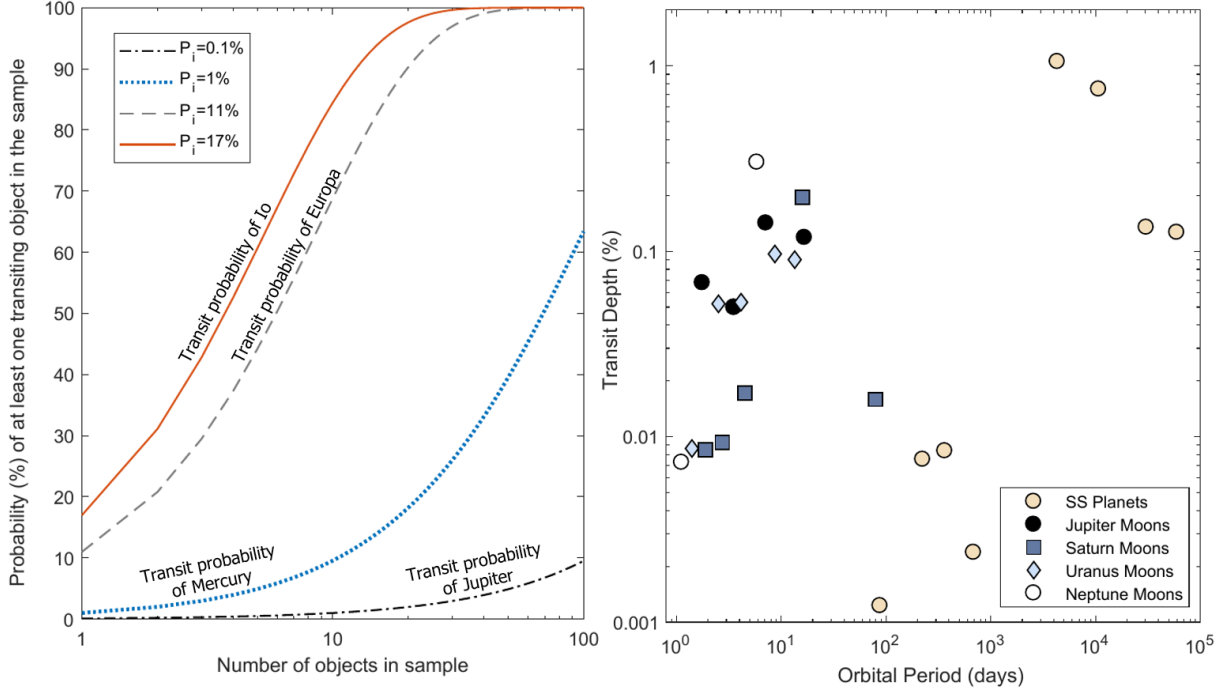 Probability (%) of at least one transiting object in the sample
100
90
80
70
60
50
40
30
20
10
0
P_i=0.1%
P_i=1%
P_i=11%
P_i=17%
Transit probability of Io
Transit probability of Europa
Transit probability
of Mercury
Transit probability
of Jupiter
1
10
100
Number of objects in sample
Transit Depth (%)
1
0.1
0.01
0.001
SS Planets
Jupiter Moons
Saturn Moons
Uranus Moons
Neptune Moons
10^0
10^1
10^2
10^3
10^4
10^5
Orbital Period (days)